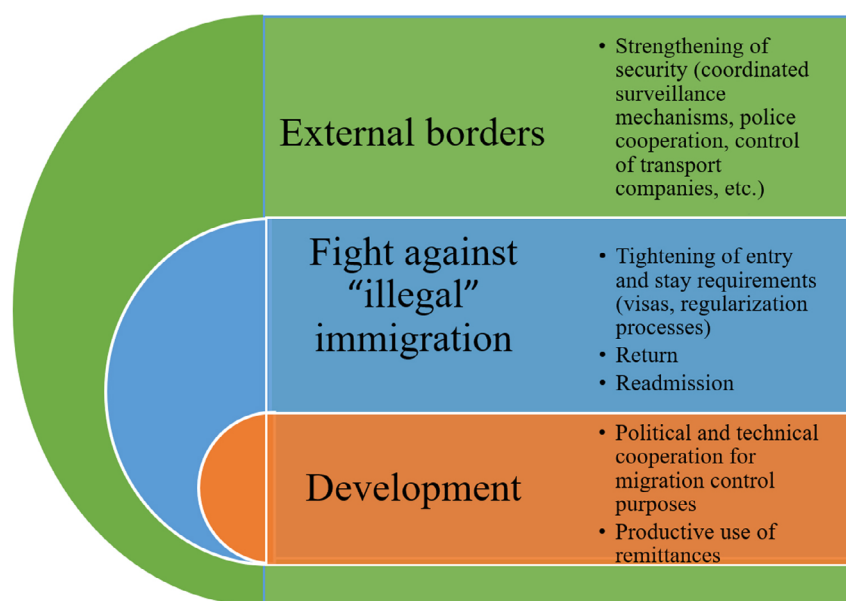 External borders
• Strengthening of
security (coordinated
surveillance
mechanisms, police
cooperation, control
of transport
companies, etc.)
Fight against
“illegal”
immigration
• Tightening of entry
and stay requirements
(visas, regularization
processes)
• Return
• Readmission
Development
• Political and technical
cooperation for
migration control
purposes
• Productive use of
remittances